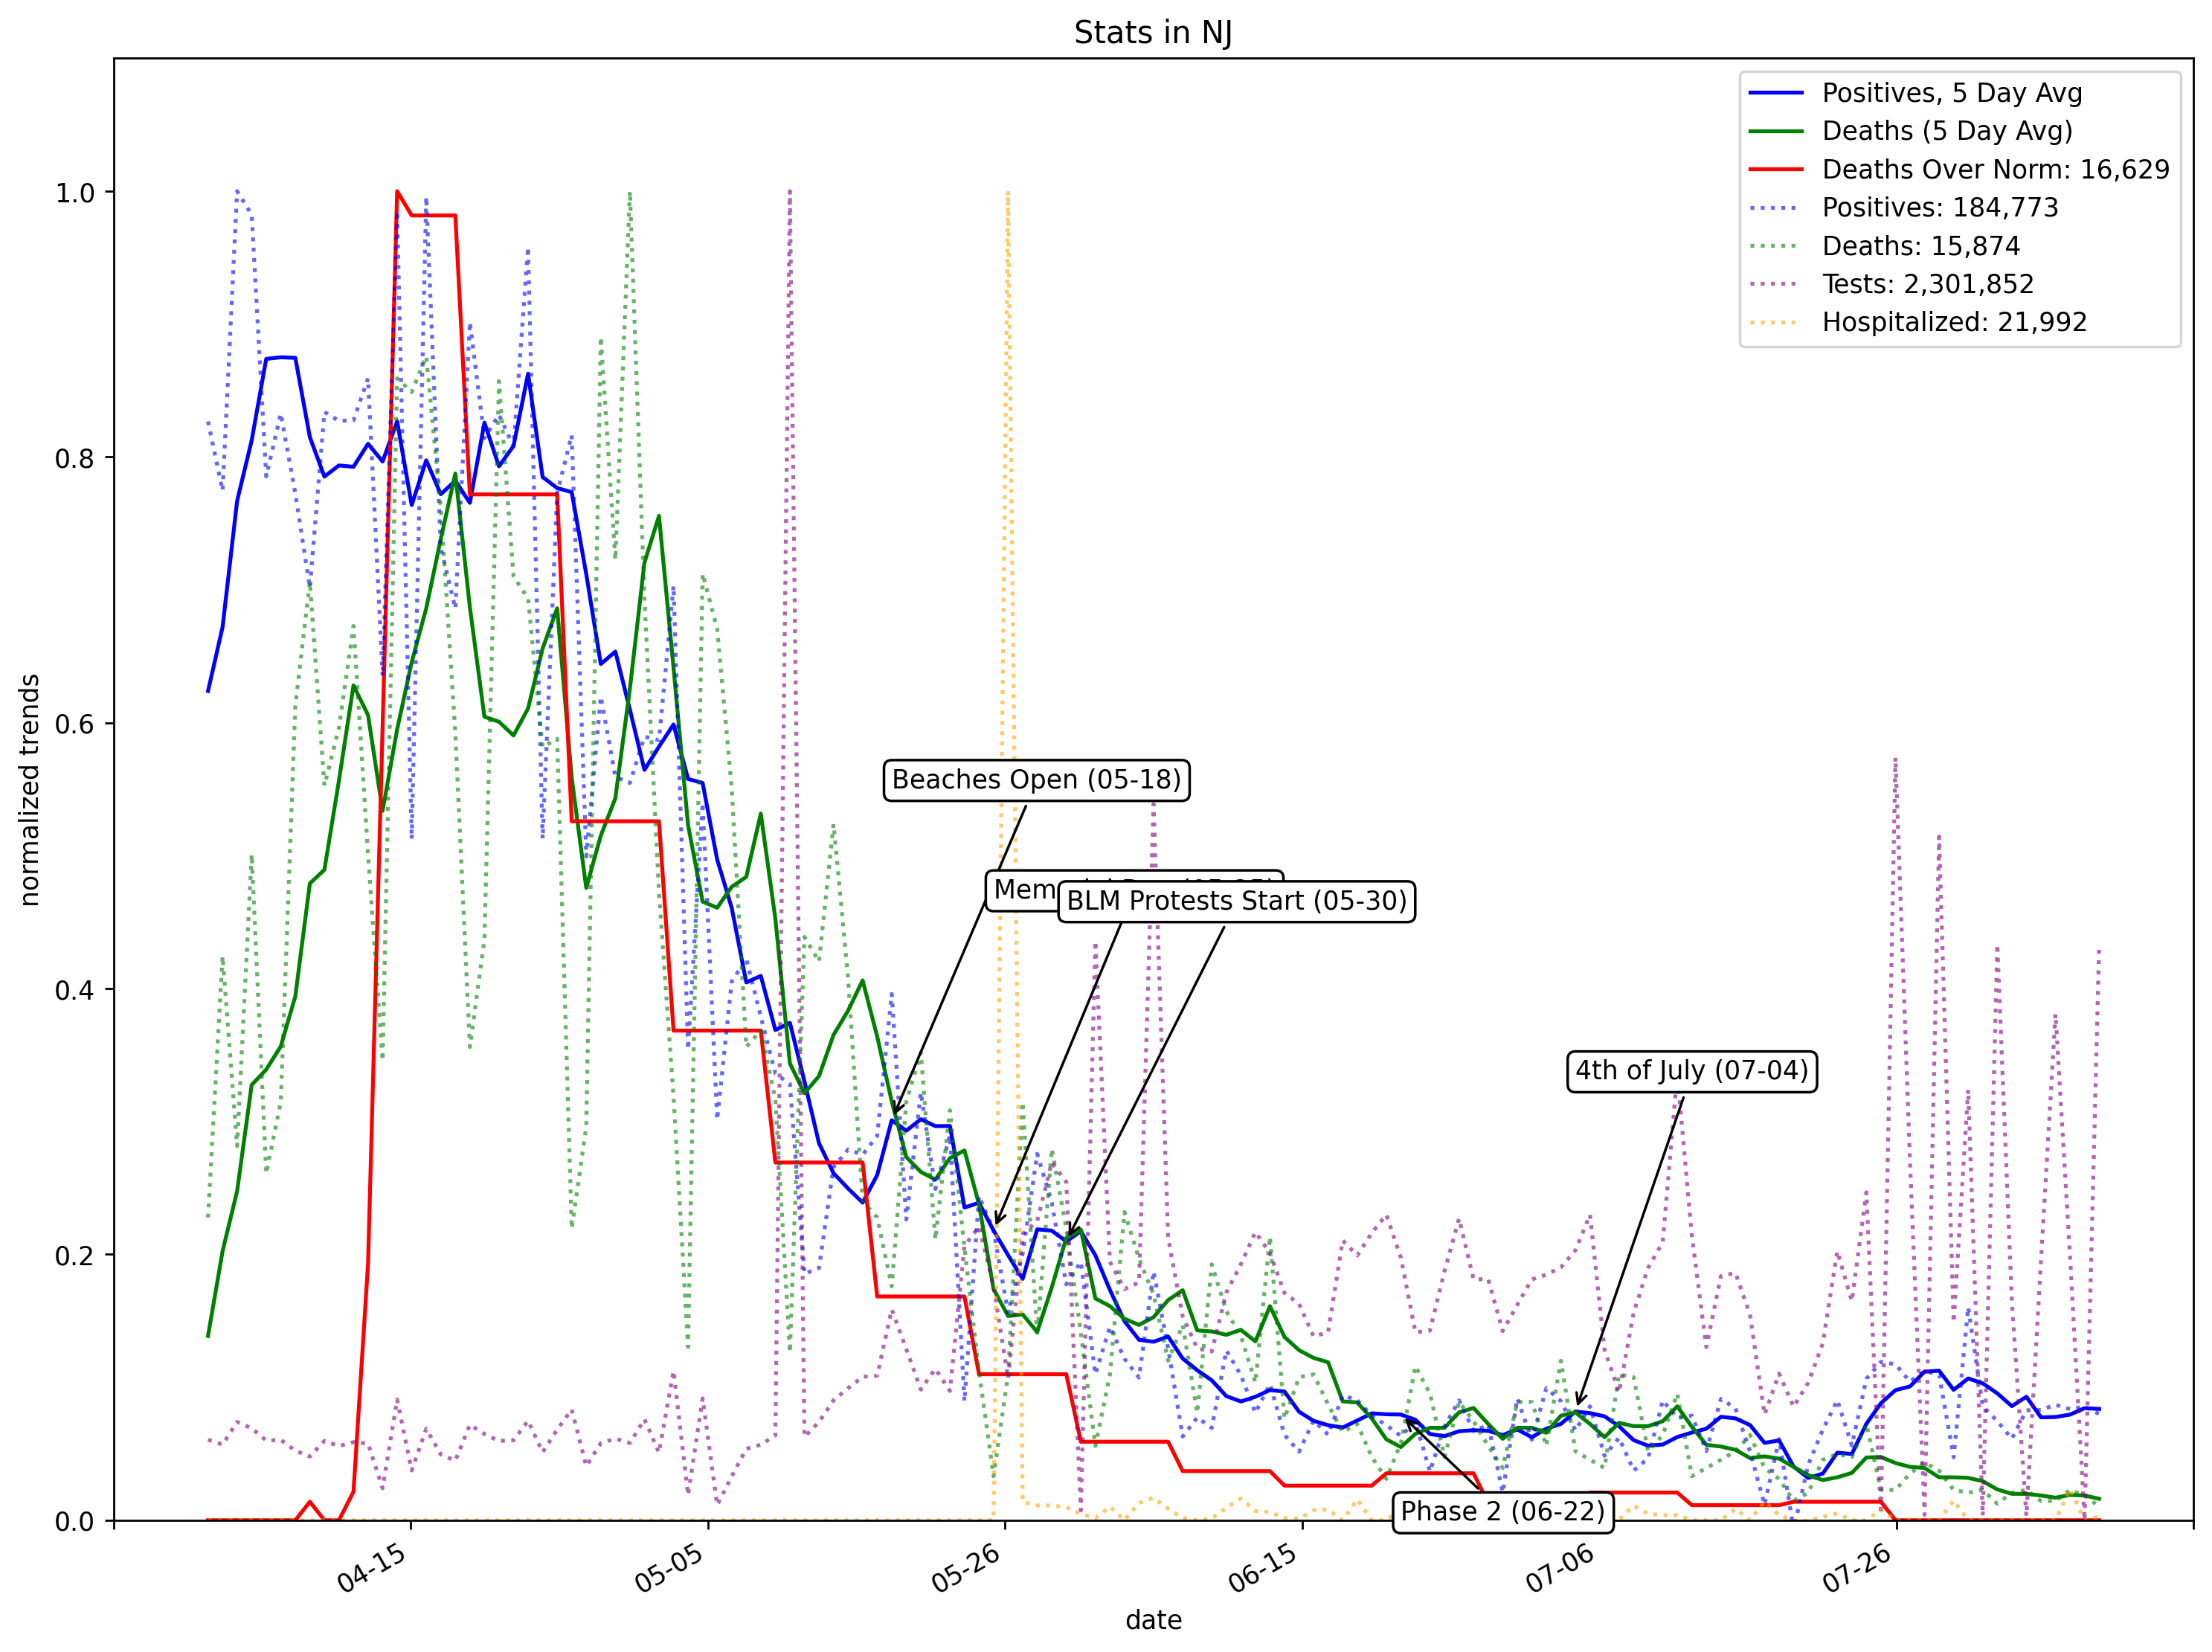 Stats in NJ
Positives, 5 Day Avg
Deaths (5 Day Avg)
Deaths Over Norm: 16,629
Positives: 184,773
Deaths: 15,874
Tests: 2,301,852
Hospitalized: 21,992
normalized trends
1.0
0.8
0.6
0.4
0.2
0.0
Beaches Open (05-18)
Mem
BLM Protests Start (05-30)
4th of July (07-04)
Phase 2 (06-22)
04-15
05-05
05-26
06-15
07-06
07-26
date